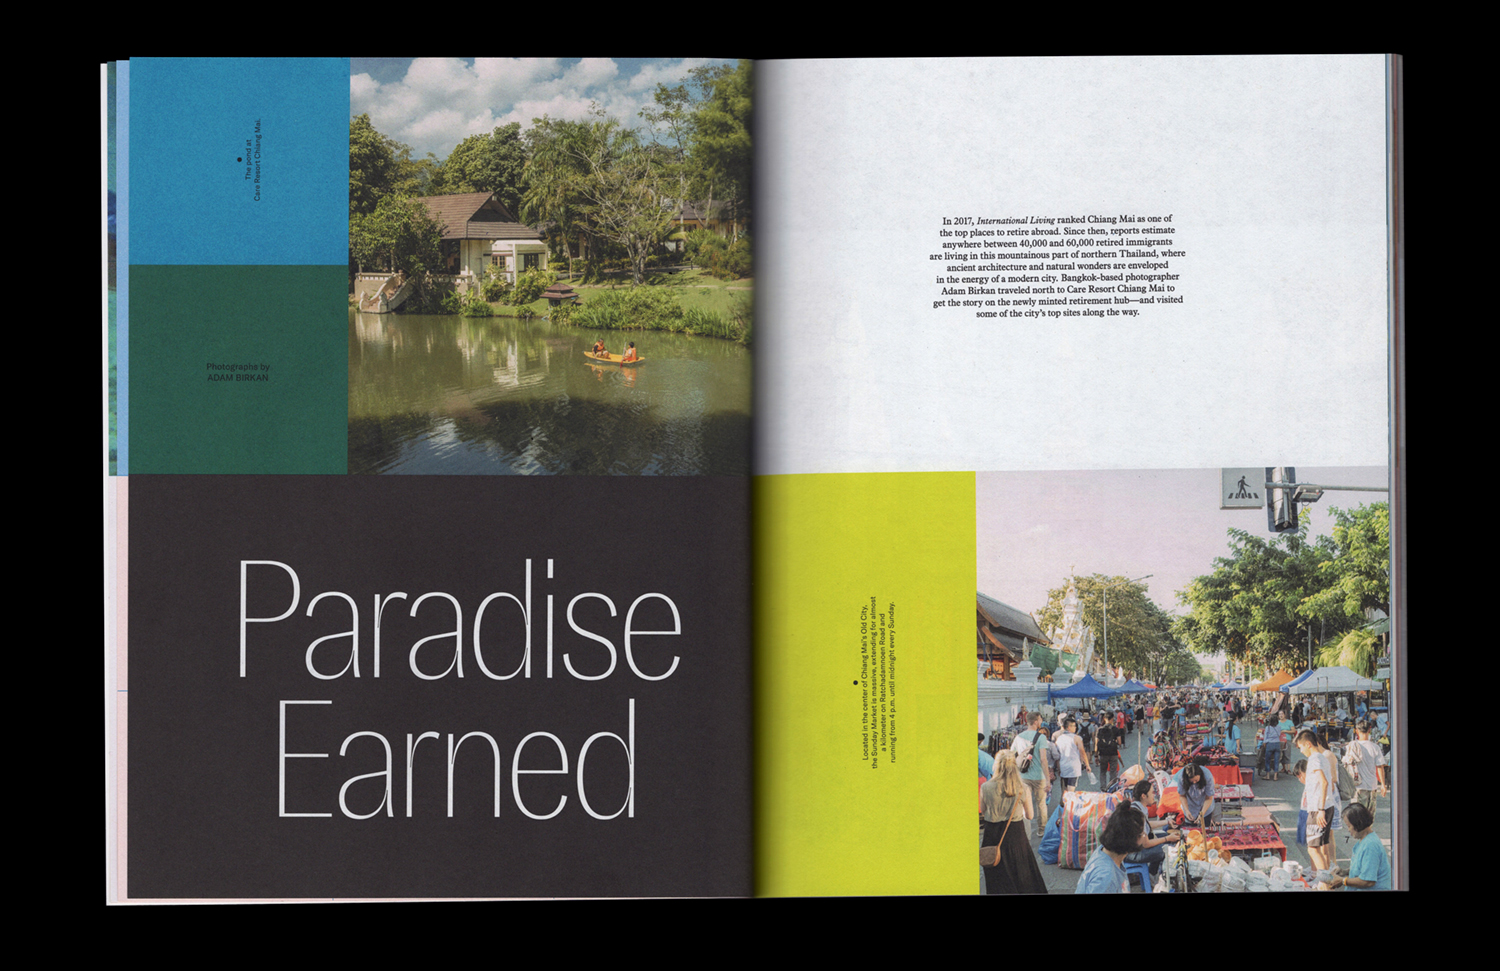 The pond at
Care Resort Chiang Mai.
Photographs by
ADAM BIRKAN
Paradise
Earned
In 2017, International Living ranked Chiang Mai as one of
the top places to retire abroad. Since then, reports estimate
anywhere between 40,000 and 60,000 retired immigrants
are living in this mountainous part of northern Thailand, where
ancient architecture and natural wonders are enveloped
in the energy of a modern city. Bangkok-based photographer
Adam Birkan traveled north to Care Resort Chiang Mai to
get the story on the newly minted retirement hub—and visited
some of the city’s top sites along the way.
Located in the center of Chiang Mai’s Old City,
the Sunday Market is massive, extending for almost
a kilometer on Ratchadamnoen Road and
running from 4 p.m. until midnight every Sunday.
7